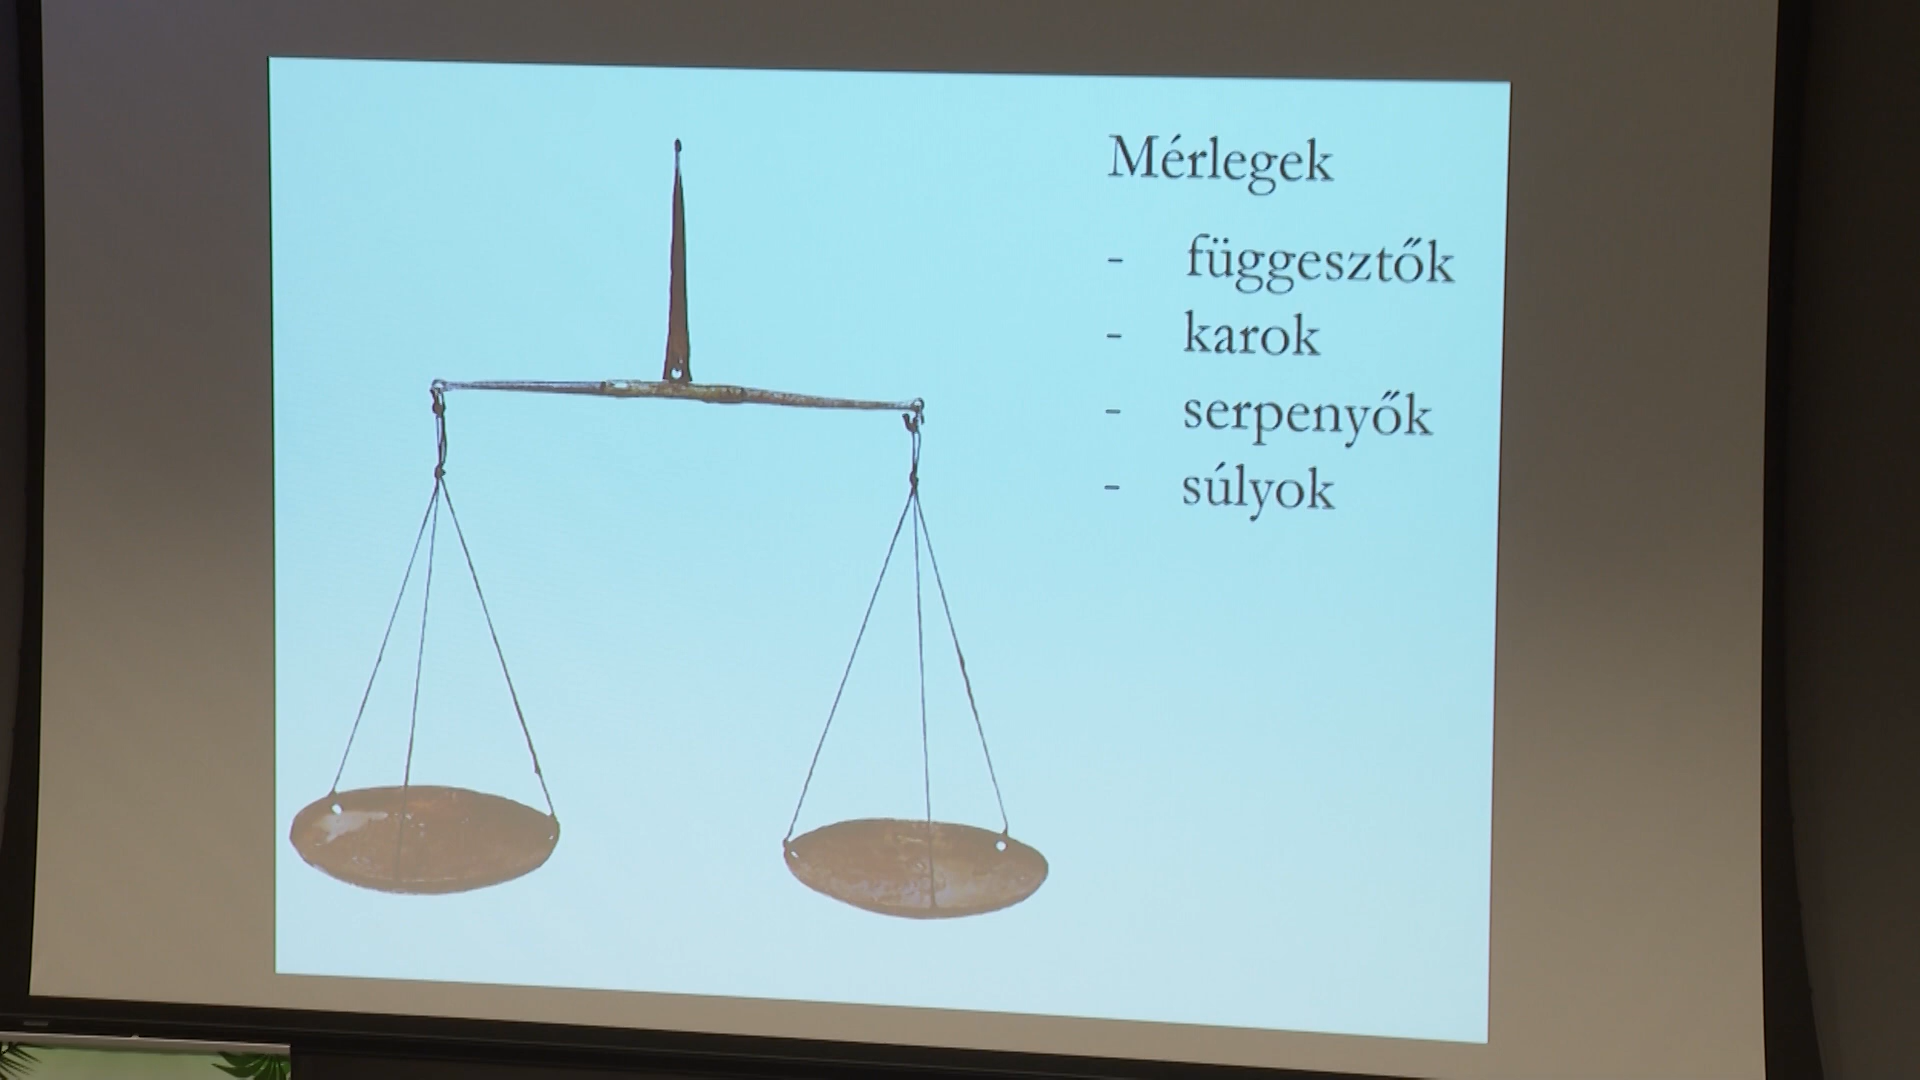 Mérlegek
- függesztők
- karok
- serpenyők
- súlyok